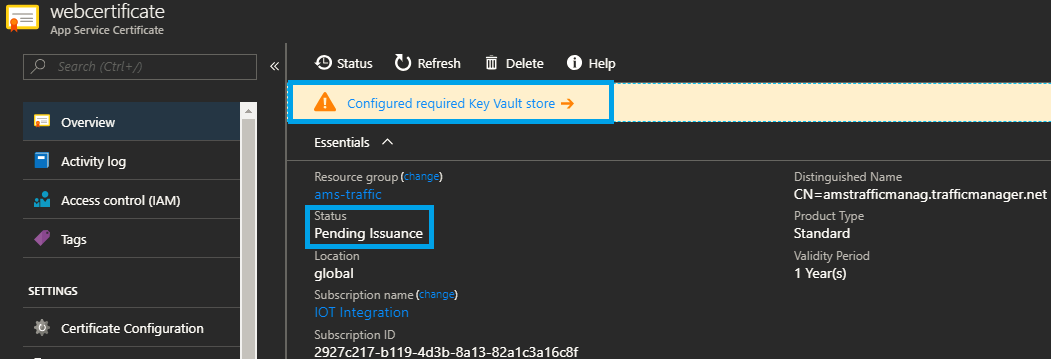 webcertificate
App Service Certificate
Search (Ctrl+/)
Status Refresh Delete Help
Configured required Key Vault store
Overview
Activity log
Access control (IAM)
Tags
SETTINGS
Certificate Configuration
Essentials
Resource group (change)
ams-traffic
Status
Pending Issuance
Location
global
Subscription name (change)
IOT Integration
Subscription ID
2927c217-b119-4d3b-8a13-82a1c3a16c8f
Distinguished Name
CN=amstrafficmanag.trafficmanager.net
Product Type
Standard
Validity Period
1 Year(s)